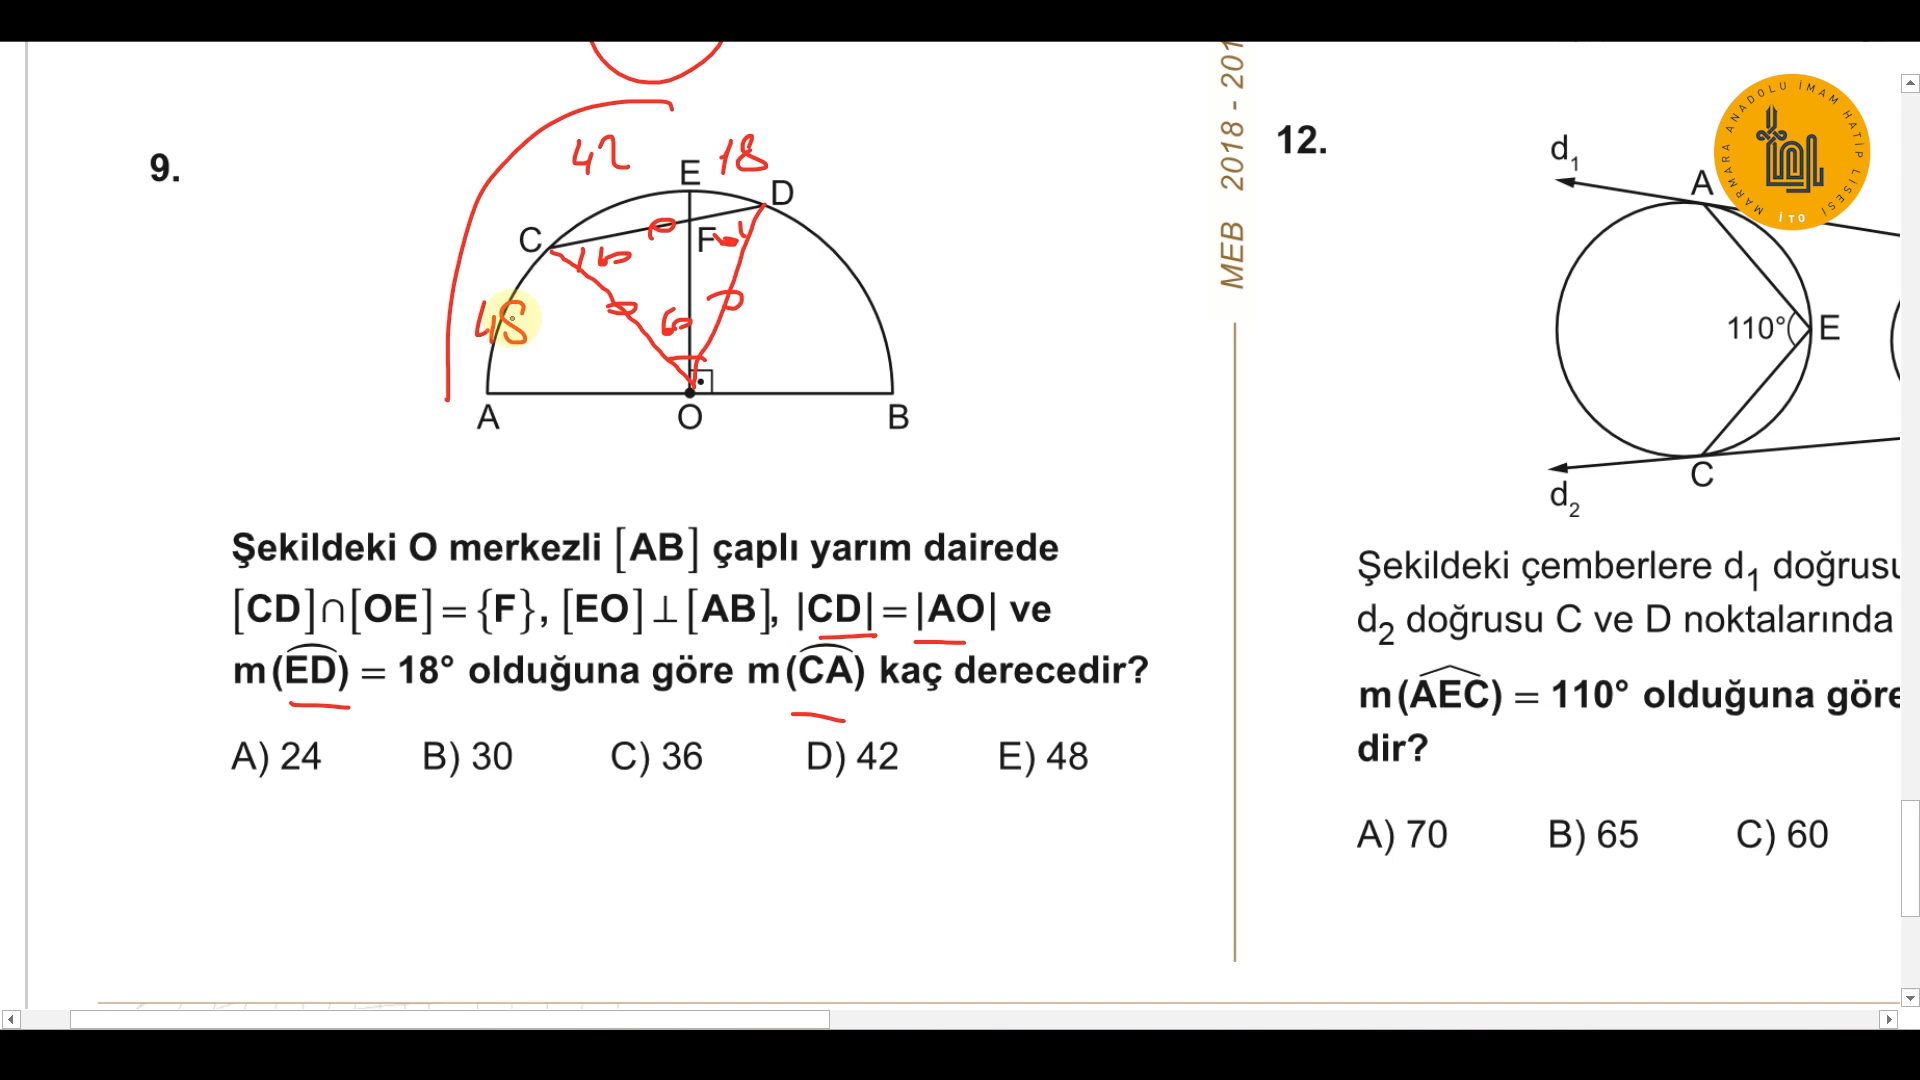 9.
42
18
E
D
C
F
60
60
48
60
A
O
B
Şekildeki O merkezli [AB] çaplı yarım dairede
[CD]∩[OE] = {F}, [EO]⊥[AB], |CD| = |AO| ve
m(ED) = 18° olduğuna göre m(CA) kaç derecedir?
A) 24 B) 30 C) 36 D) 42 E) 48
MEB 2018 - 201
12.
d1
A
110°
E
C
d2
Şekildeki çemberlere d1 doğrusu
d2 doğrusu C ve D noktalarında
m(AEC) = 110° olduğuna göre
dir?
A) 70 B) 65 C) 60
MARMARA ANADOLU İMAM HATİP LİSESİ
İTO